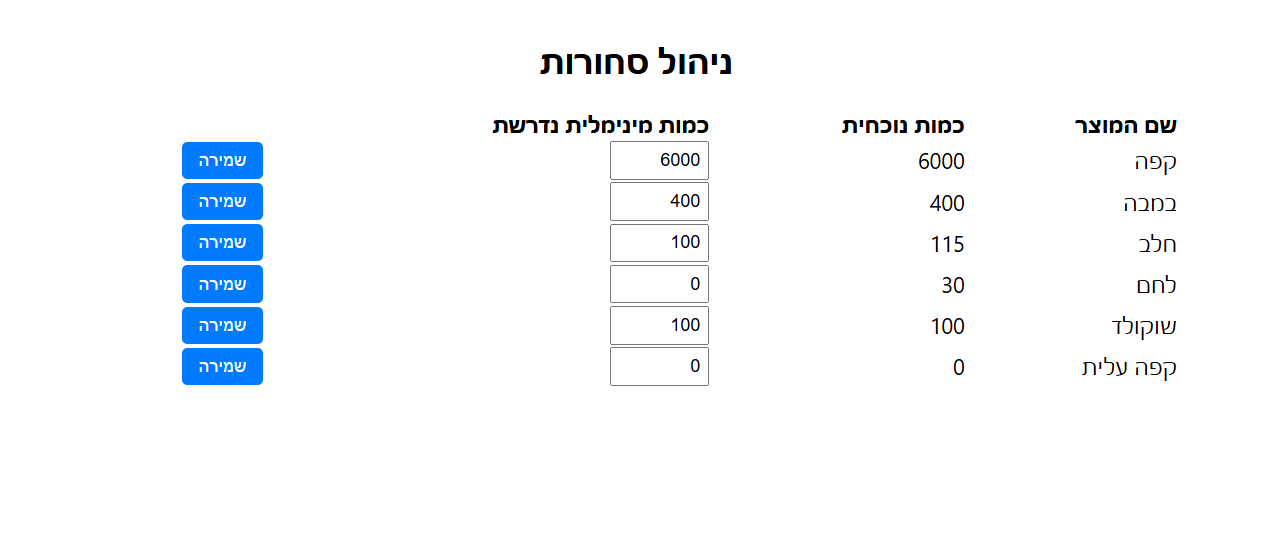 ניהול סחורות
שם המוצר כמות נוכחית כמות מינימלית נדרשת
קפה 6000 6000 שמירה
במבה 400 400 שמירה
חלב 115 100 שמירה
לחם 30 0 שמירה
שוקולד 100 100 שמירה
קפה עלית 0 0 שמירה